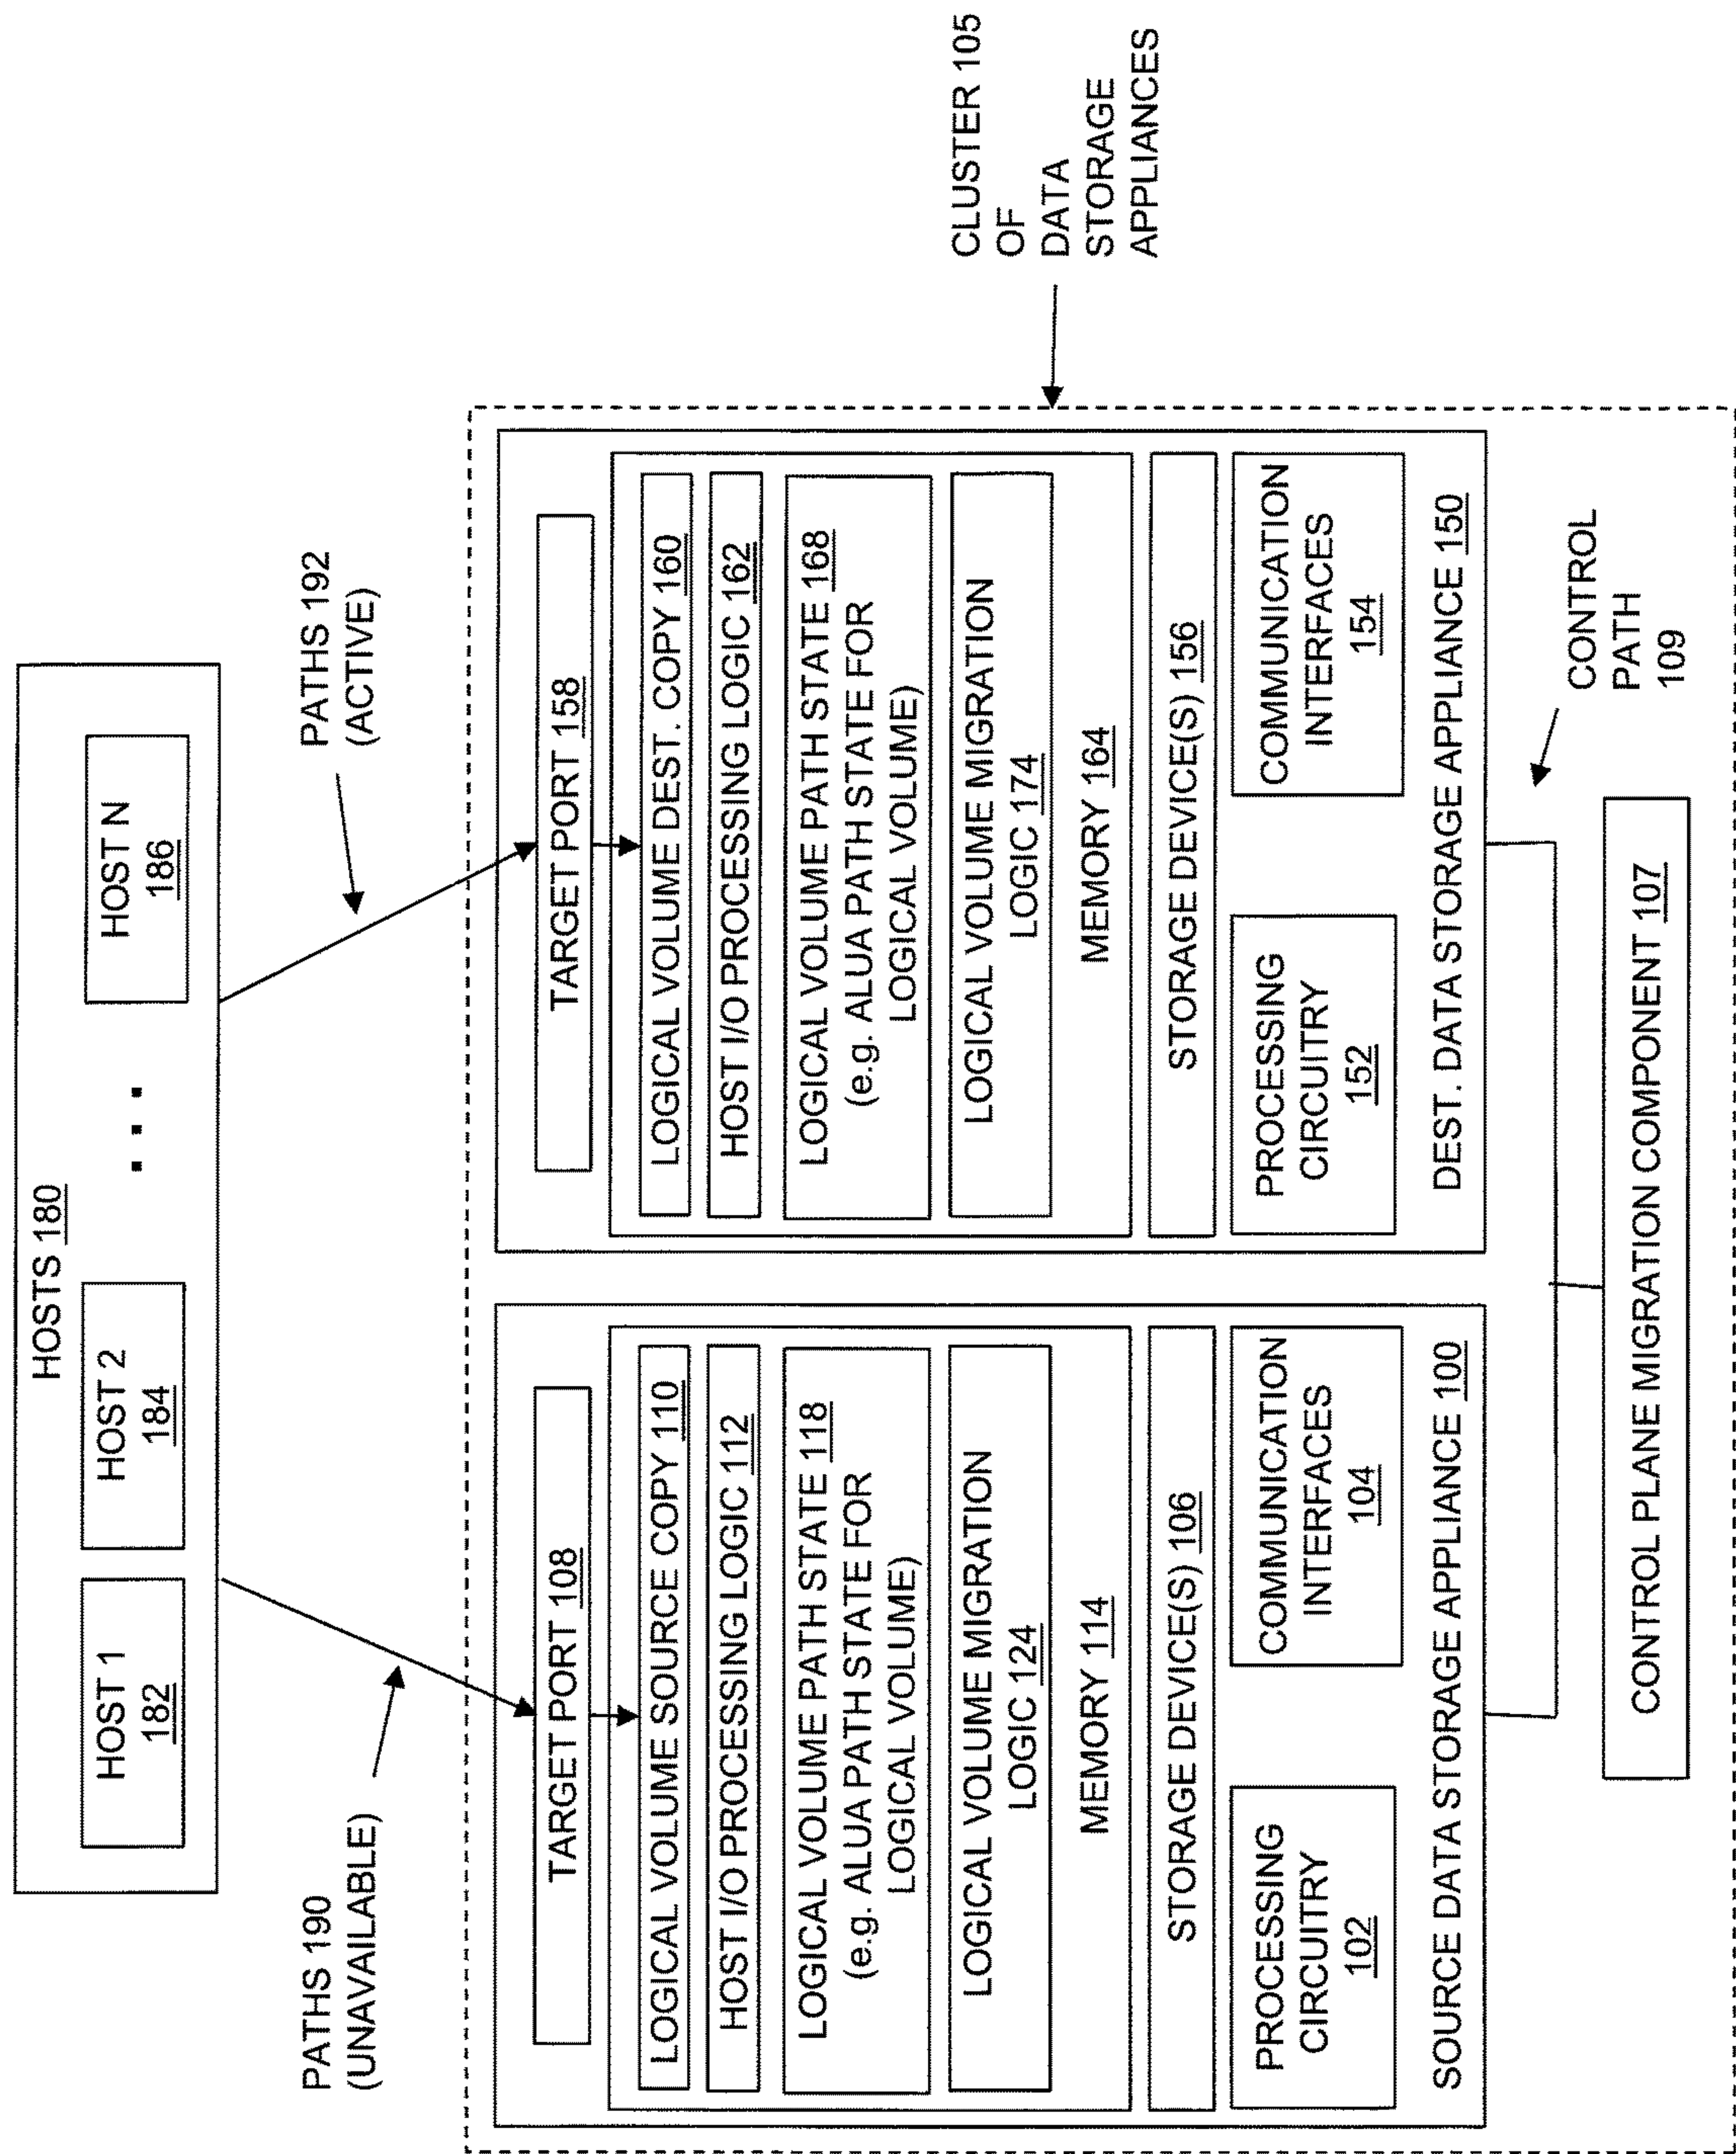 HOSTS 180
HOST 1
182
HOST 2
184
...
HOST N
186
PATHS 190
(UNAVAILABLE)
PATHS 192
(ACTIVE)
TARGET PORT 108
LOGICAL VOLUME SOURCE COPY 110
HOST I/O PROCESSING LOGIC 112
LOGICAL VOLUME PATH STATE 118
(e.g. ALUA PATH STATE FOR
LOGICAL VOLUME)
LOGICAL VOLUME MIGRATION
LOGIC 124
MEMORY 114
STORAGE DEVICE(S) 106
PROCESSING
CIRCUITRY
102
COMMUNICATION
INTERFACES
104
SOURCE DATA STORAGE APPLIANCE 100
TARGET PORT 158
LOGICAL VOLUME DEST. COPY 160
HOST I/O PROCESSING LOGIC 162
LOGICAL VOLUME PATH STATE 168
(e.g. ALUA PATH STATE FOR
LOGICAL VOLUME)
LOGICAL VOLUME MIGRATION
LOGIC 174
MEMORY 164
STORAGE DEVICE(S) 156
PROCESSING
CIRCUITRY
152
COMMUNICATION
INTERFACES
154
DEST. DATA STORAGE APPLIANCE 150
CLUSTER 105
OF
DATA
STORAGE
APPLIANCES
CONTROL
PATH
109
CONTROL PLANE MIGRATION COMPONENT 107